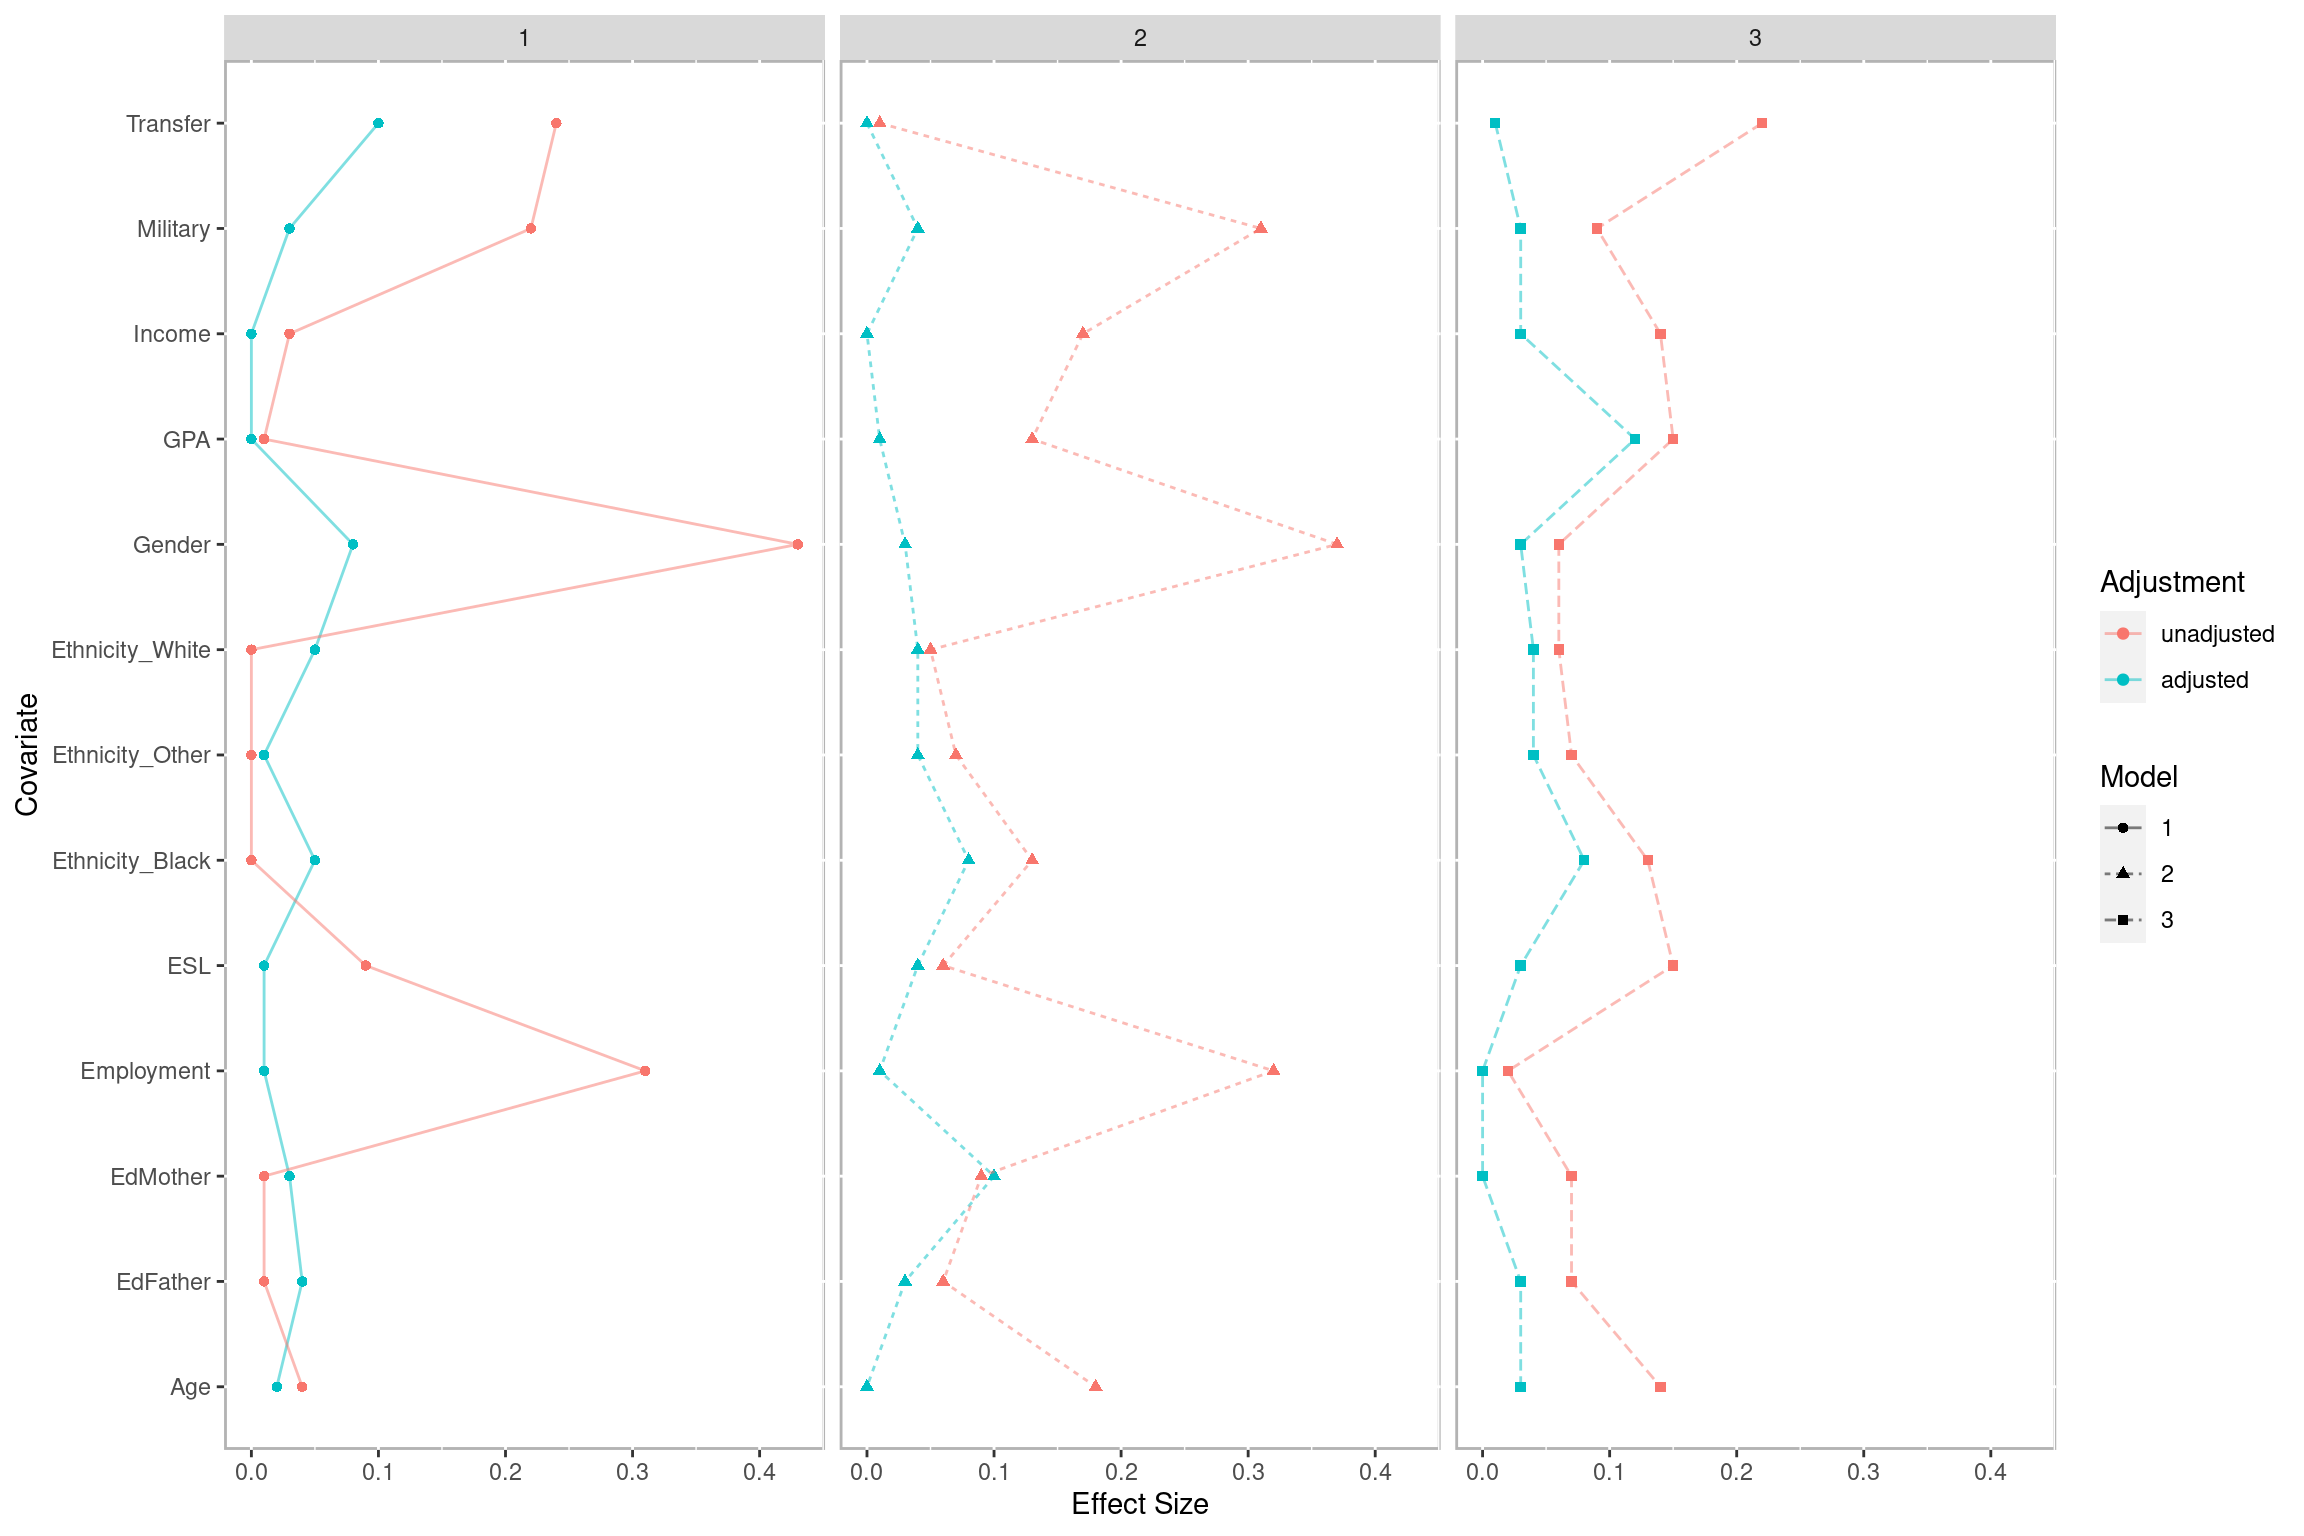 1 2 3
Transfer
Military
Income
GPA
Gender
Ethnicity_White
Ethnicity_Other
Ethnicity_Black
ESL
Employment
EdMother
EdFather
Age
Covariate
0.0 0.1 0.2 0.3 0.4 0.0 0.1 0.2 0.3 0.4 0.0 0.1 0.2 0.3 0.4
Effect Size
Adjustment
unadjusted
adjusted
Model
1
2
3